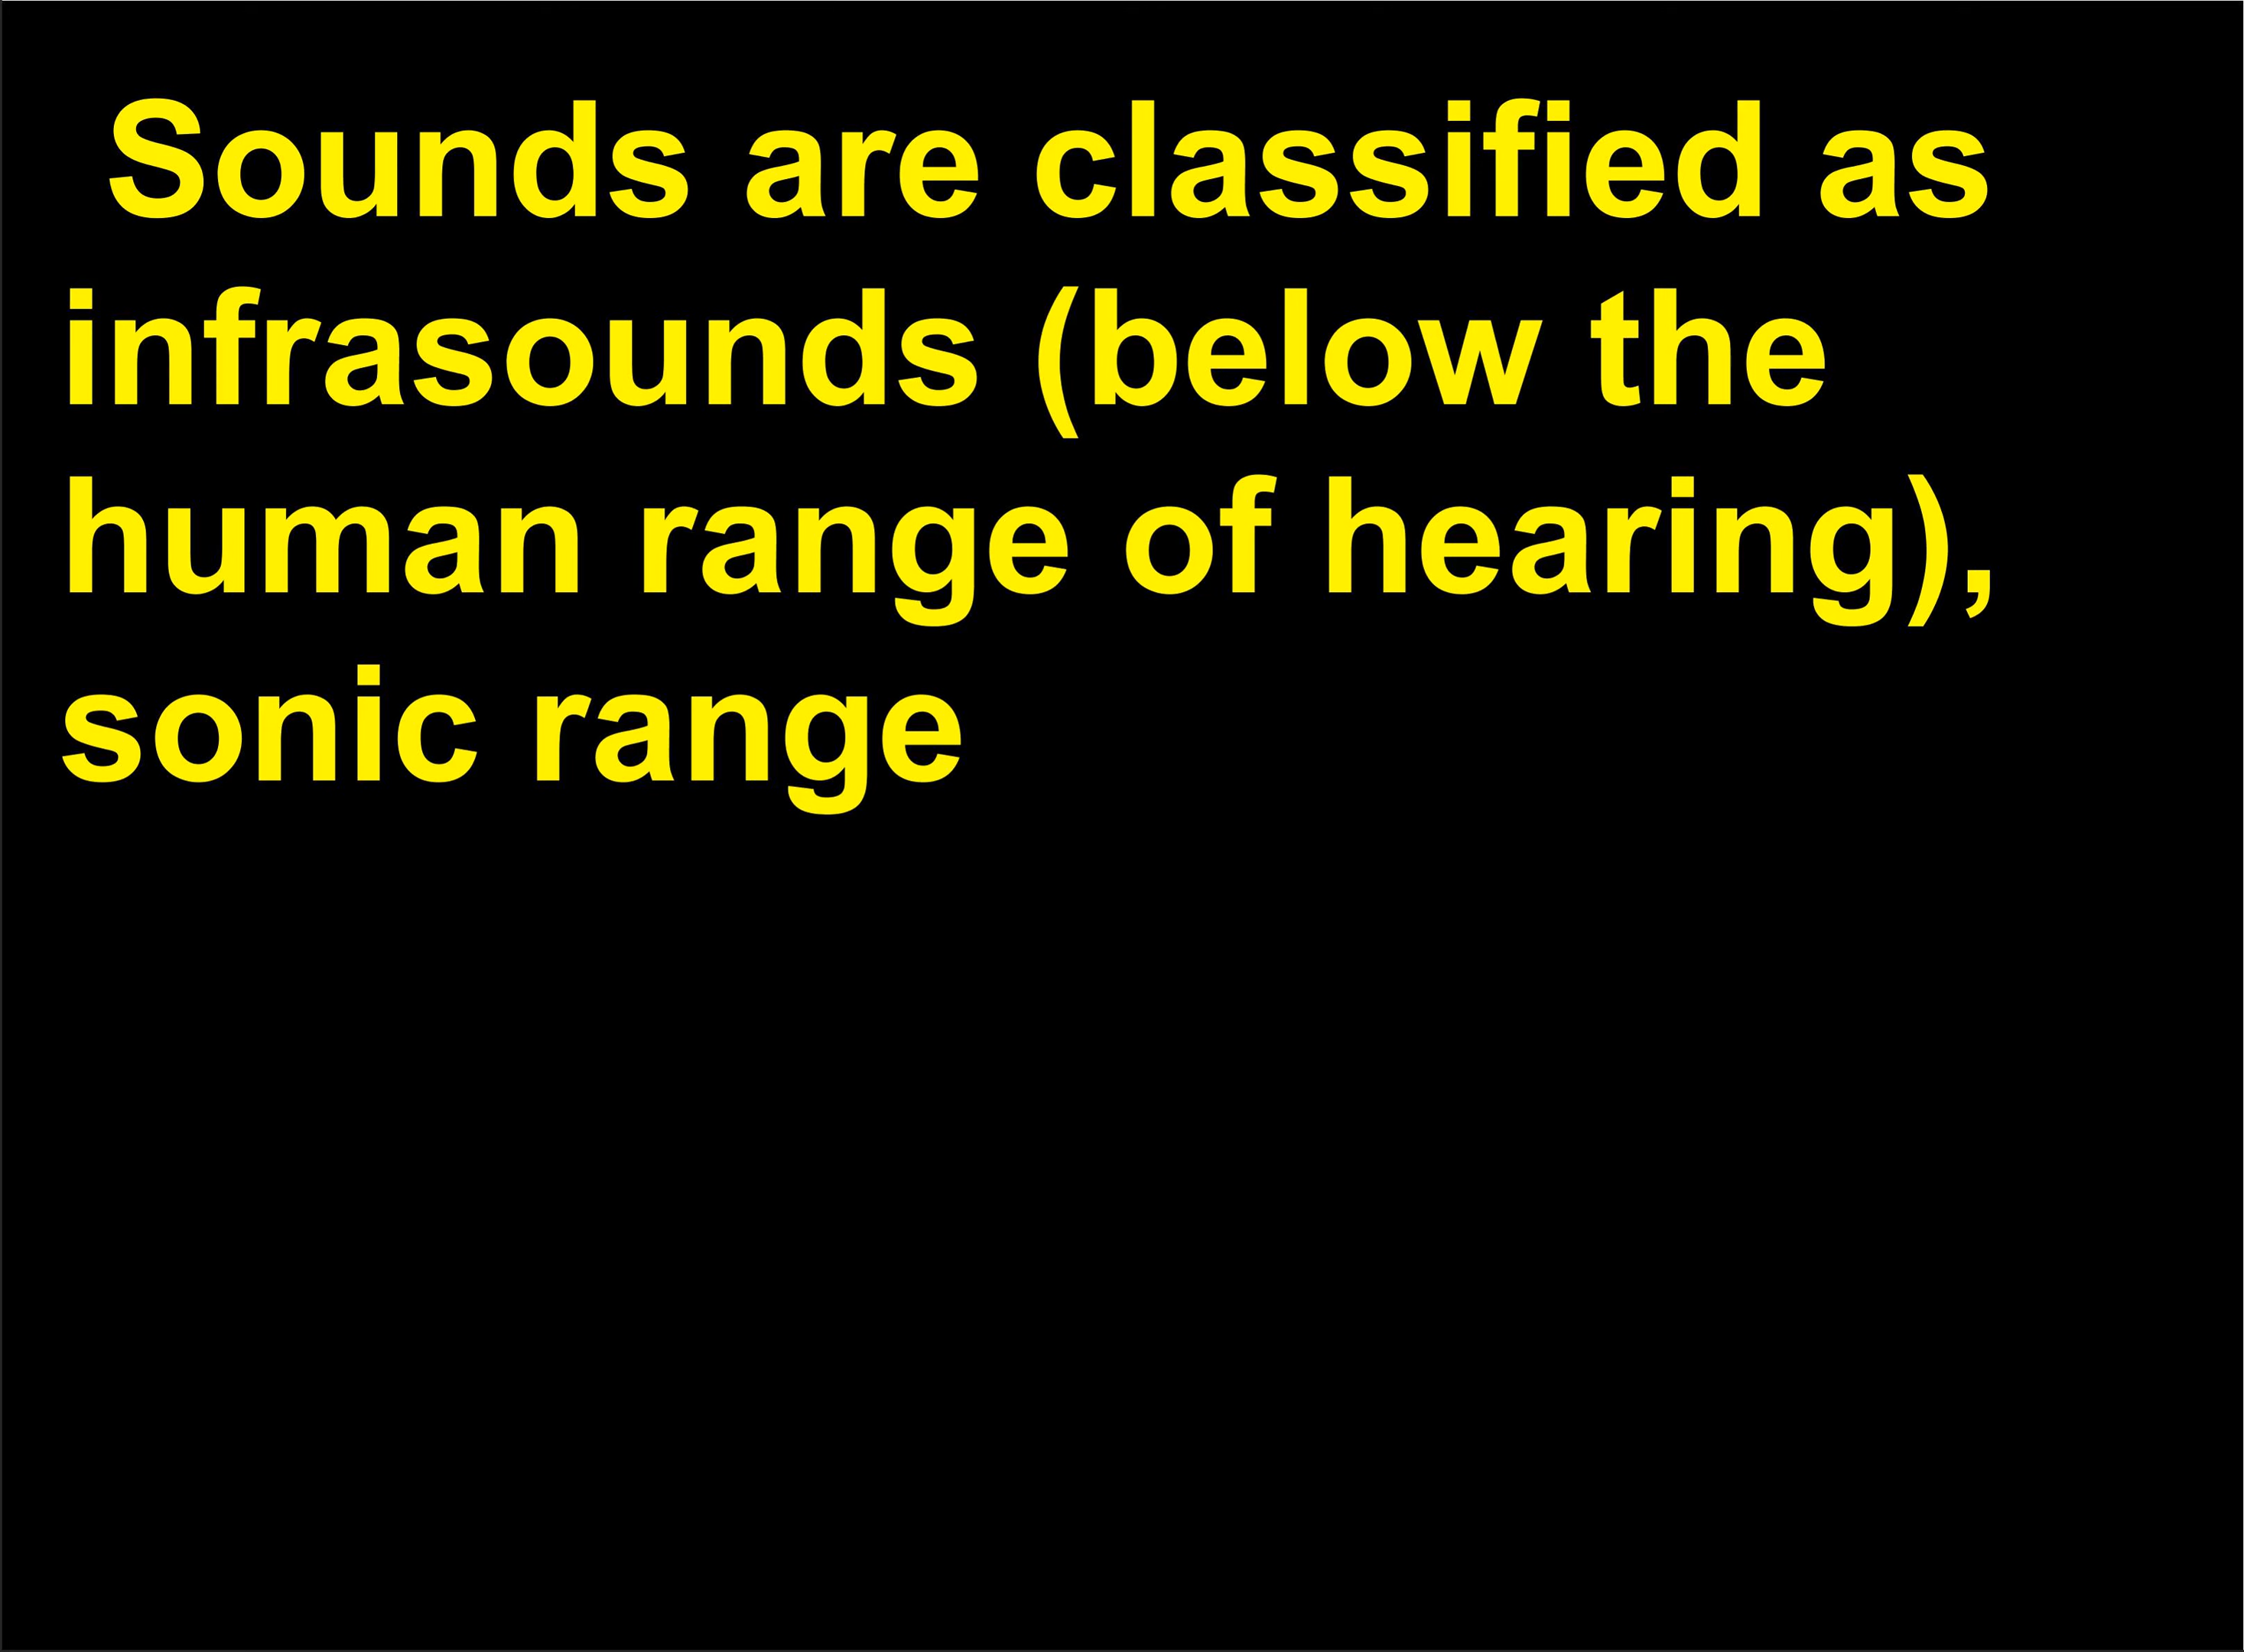 Sounds are classified as
infrasounds (below the
human range of hearing),
sonic range